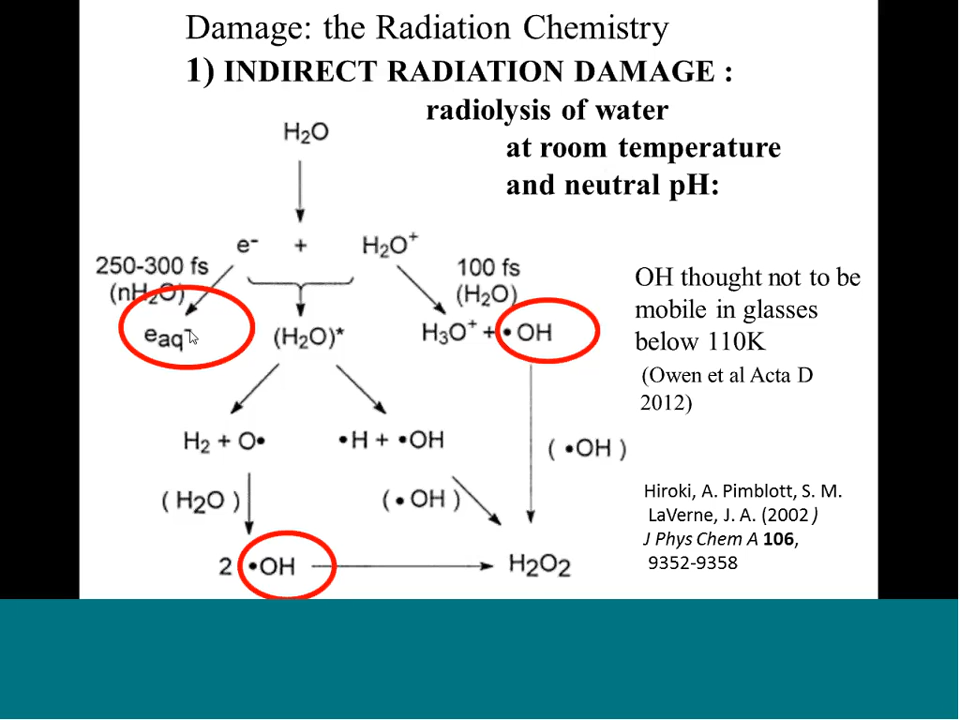 Damage: the Radiation Chemistry
1) INDIRECT RADIATION DAMAGE :
radiolysis of water
at room temperature
and neutral pH:
H2O
e- + H2O+
250-300 fs
(nH2O)
100 fs
(H2O)
eaq-
(H2O)*
H3O+ + •OH
OH thought not to be
mobile in glasses
below 110K
(Owen et al Acta D
2012)
H2 + O•
•H + •OH
( •OH )
(H2O )
( •OH )
2 •OH
H2O2
Hiroki, A. Pimblott, S. M.
LaVerne, J. A. (2002 )
J Phys Chem A 106,
9352-9358